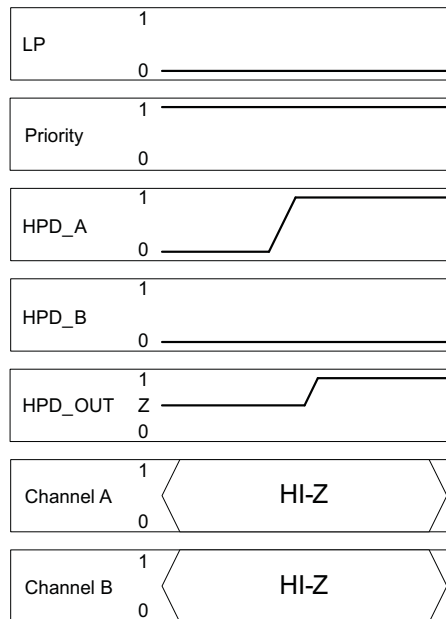 1
LP
0
1
Priority
0
1
HPD_A
0
1
HPD_B
0
1
HPD_OUT Z
0
1
Channel A HI-Z
0
1
Channel B HI-Z
0